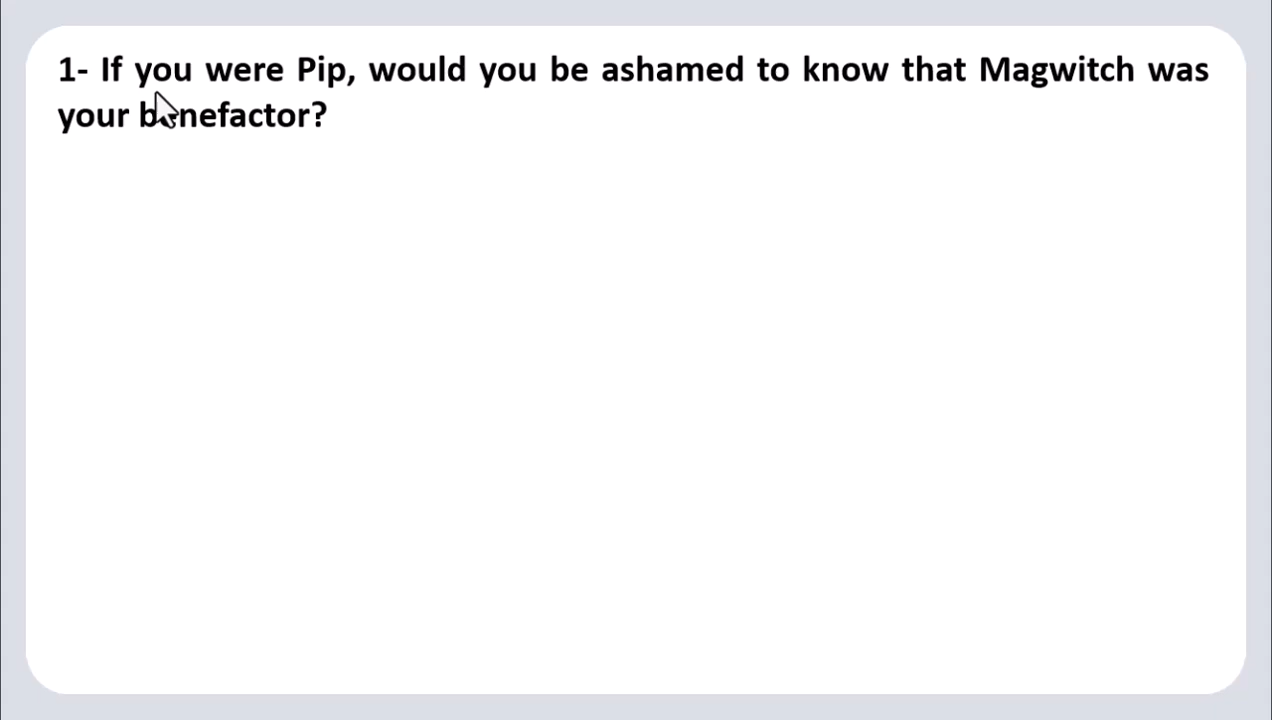 1- If you were Pip, would you be ashamed to know that Magwitch was
your benefactor?